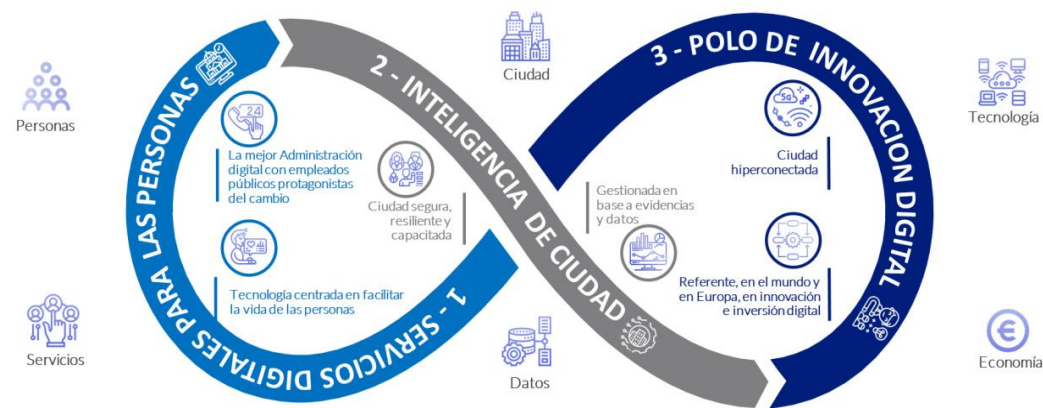 Personas
Servicios
1 - SERVICIOS DIGITALES PARA LAS PERSONAS
24
La mejor Administración
digital con empleados
públicos protagonistas
del cambio
Tecnología centrada en facilitar
la vida de las personas
Ciudad
2 - INTELIGENCIA DE CIUDAD
Ciudad segura,
resiliente y
capacitada
Gestionada en
base a evidencias
y datos
Datos
3 - POLO DE INNOVACION DIGITAL
5G
Ciudad
hiperconectada
Referente, en el mundo y
en Europa, en innovación
e inversión digital
Tecnología
€
Economía